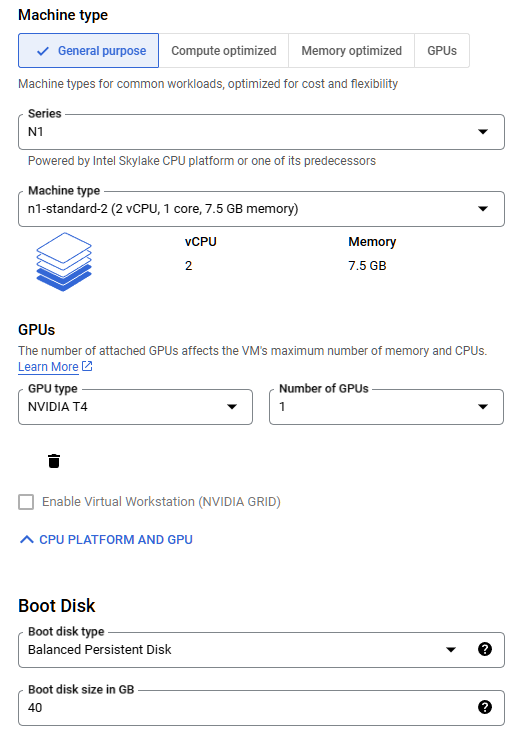 Machine type
General purpose
Compute optimized
Memory optimized
GPUs
Machine types for common workloads, optimized for cost and flexibility
Series
N1
Powered by Intel Skylake CPU platform or one of its predecessors
Machine type
n1-standard-2 (2 vCPU, 1 core, 7.5 GB memory)
vCPU
Memory
2
7.5 GB
GPUs
The number of attached GPUs affects the VM's maximum number of memory and CPUs.
Learn More
GPU type
Number of GPUs
NVIDIA T4
1
Enable Virtual Workstation (NVIDIA GRID)
CPU PLATFORM AND GPU
Boot Disk
Boot disk type
Balanced Persistent Disk
?
Boot disk size in GB
40
?